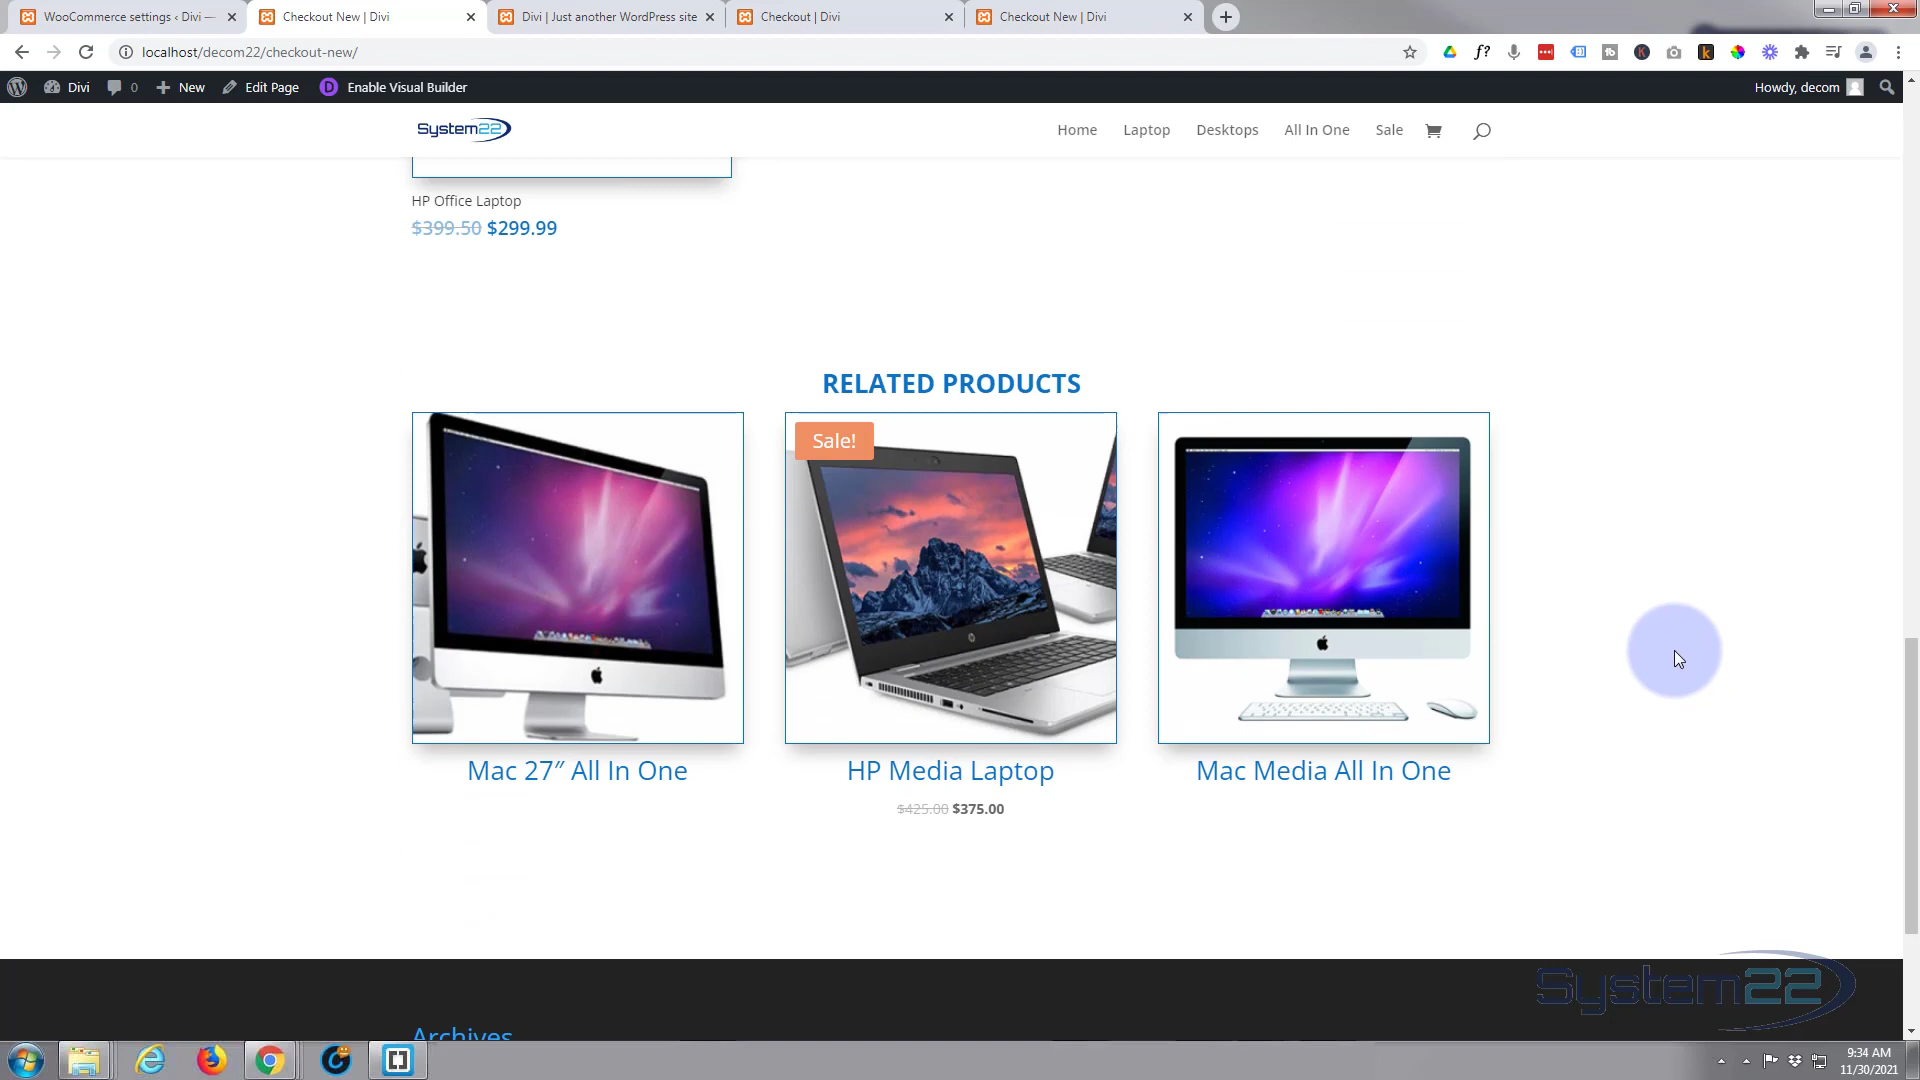 WooCommerce settings ‹ Divi —
Checkout New | Divi
Divi | Just another WordPress site
Checkout | Divi
Checkout New | Divi
localhost/decom22/checkout-new/
Divi
0
New
Edit Page
D
Enable Visual Builder
Howdy, decom
System22
Home
Laptop
Desktops
All In One
Sale
HP Office Laptop
$399.50 $299.99
RELATED PRODUCTS
Sale!
Mac 27″ All In One
HP Media Laptop
Mac Media All In One
$425.00 $375.00
System22
Archives
9:34 AM
11/30/2021